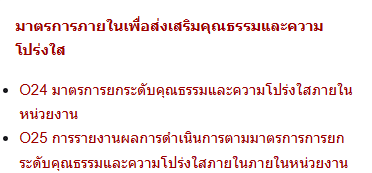 มาตรการภายในเพื่อส่งเสริมคุณธรรมและความ
โปร่งใส
• O24 มาตรการยกระดับคุณธรรมและความโปร่งใสภายใน
หน่วยงาน
• O25 การรายงานผลการดำเนินการตามมาตรการการยก
ระดับคุณธรรมและความโปร่งใสภายในภายในหน่วยงาน